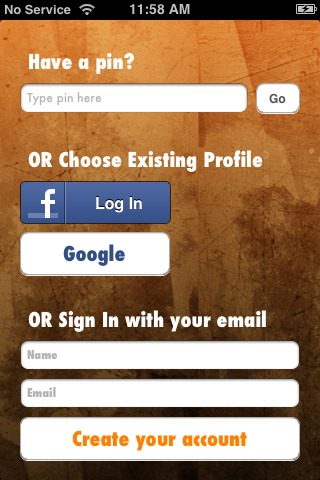 No Service 11:58 AM
Have a pin?
Type pin here Go
OR Choose Existing Profile
f Log In
Google
OR Sign In with your email
Name
Email
Create your account